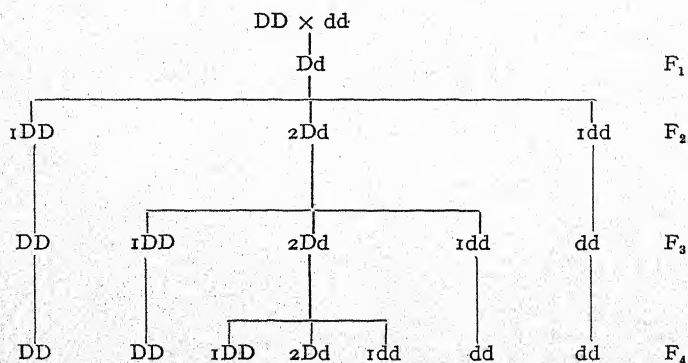 DD × dd
Dd F₁
1DD 2Dd 1dd F₂
DD 1DD 2Dd 1dd dd F₃
DD DD 1DD 2Dd 1dd dd dd F₄